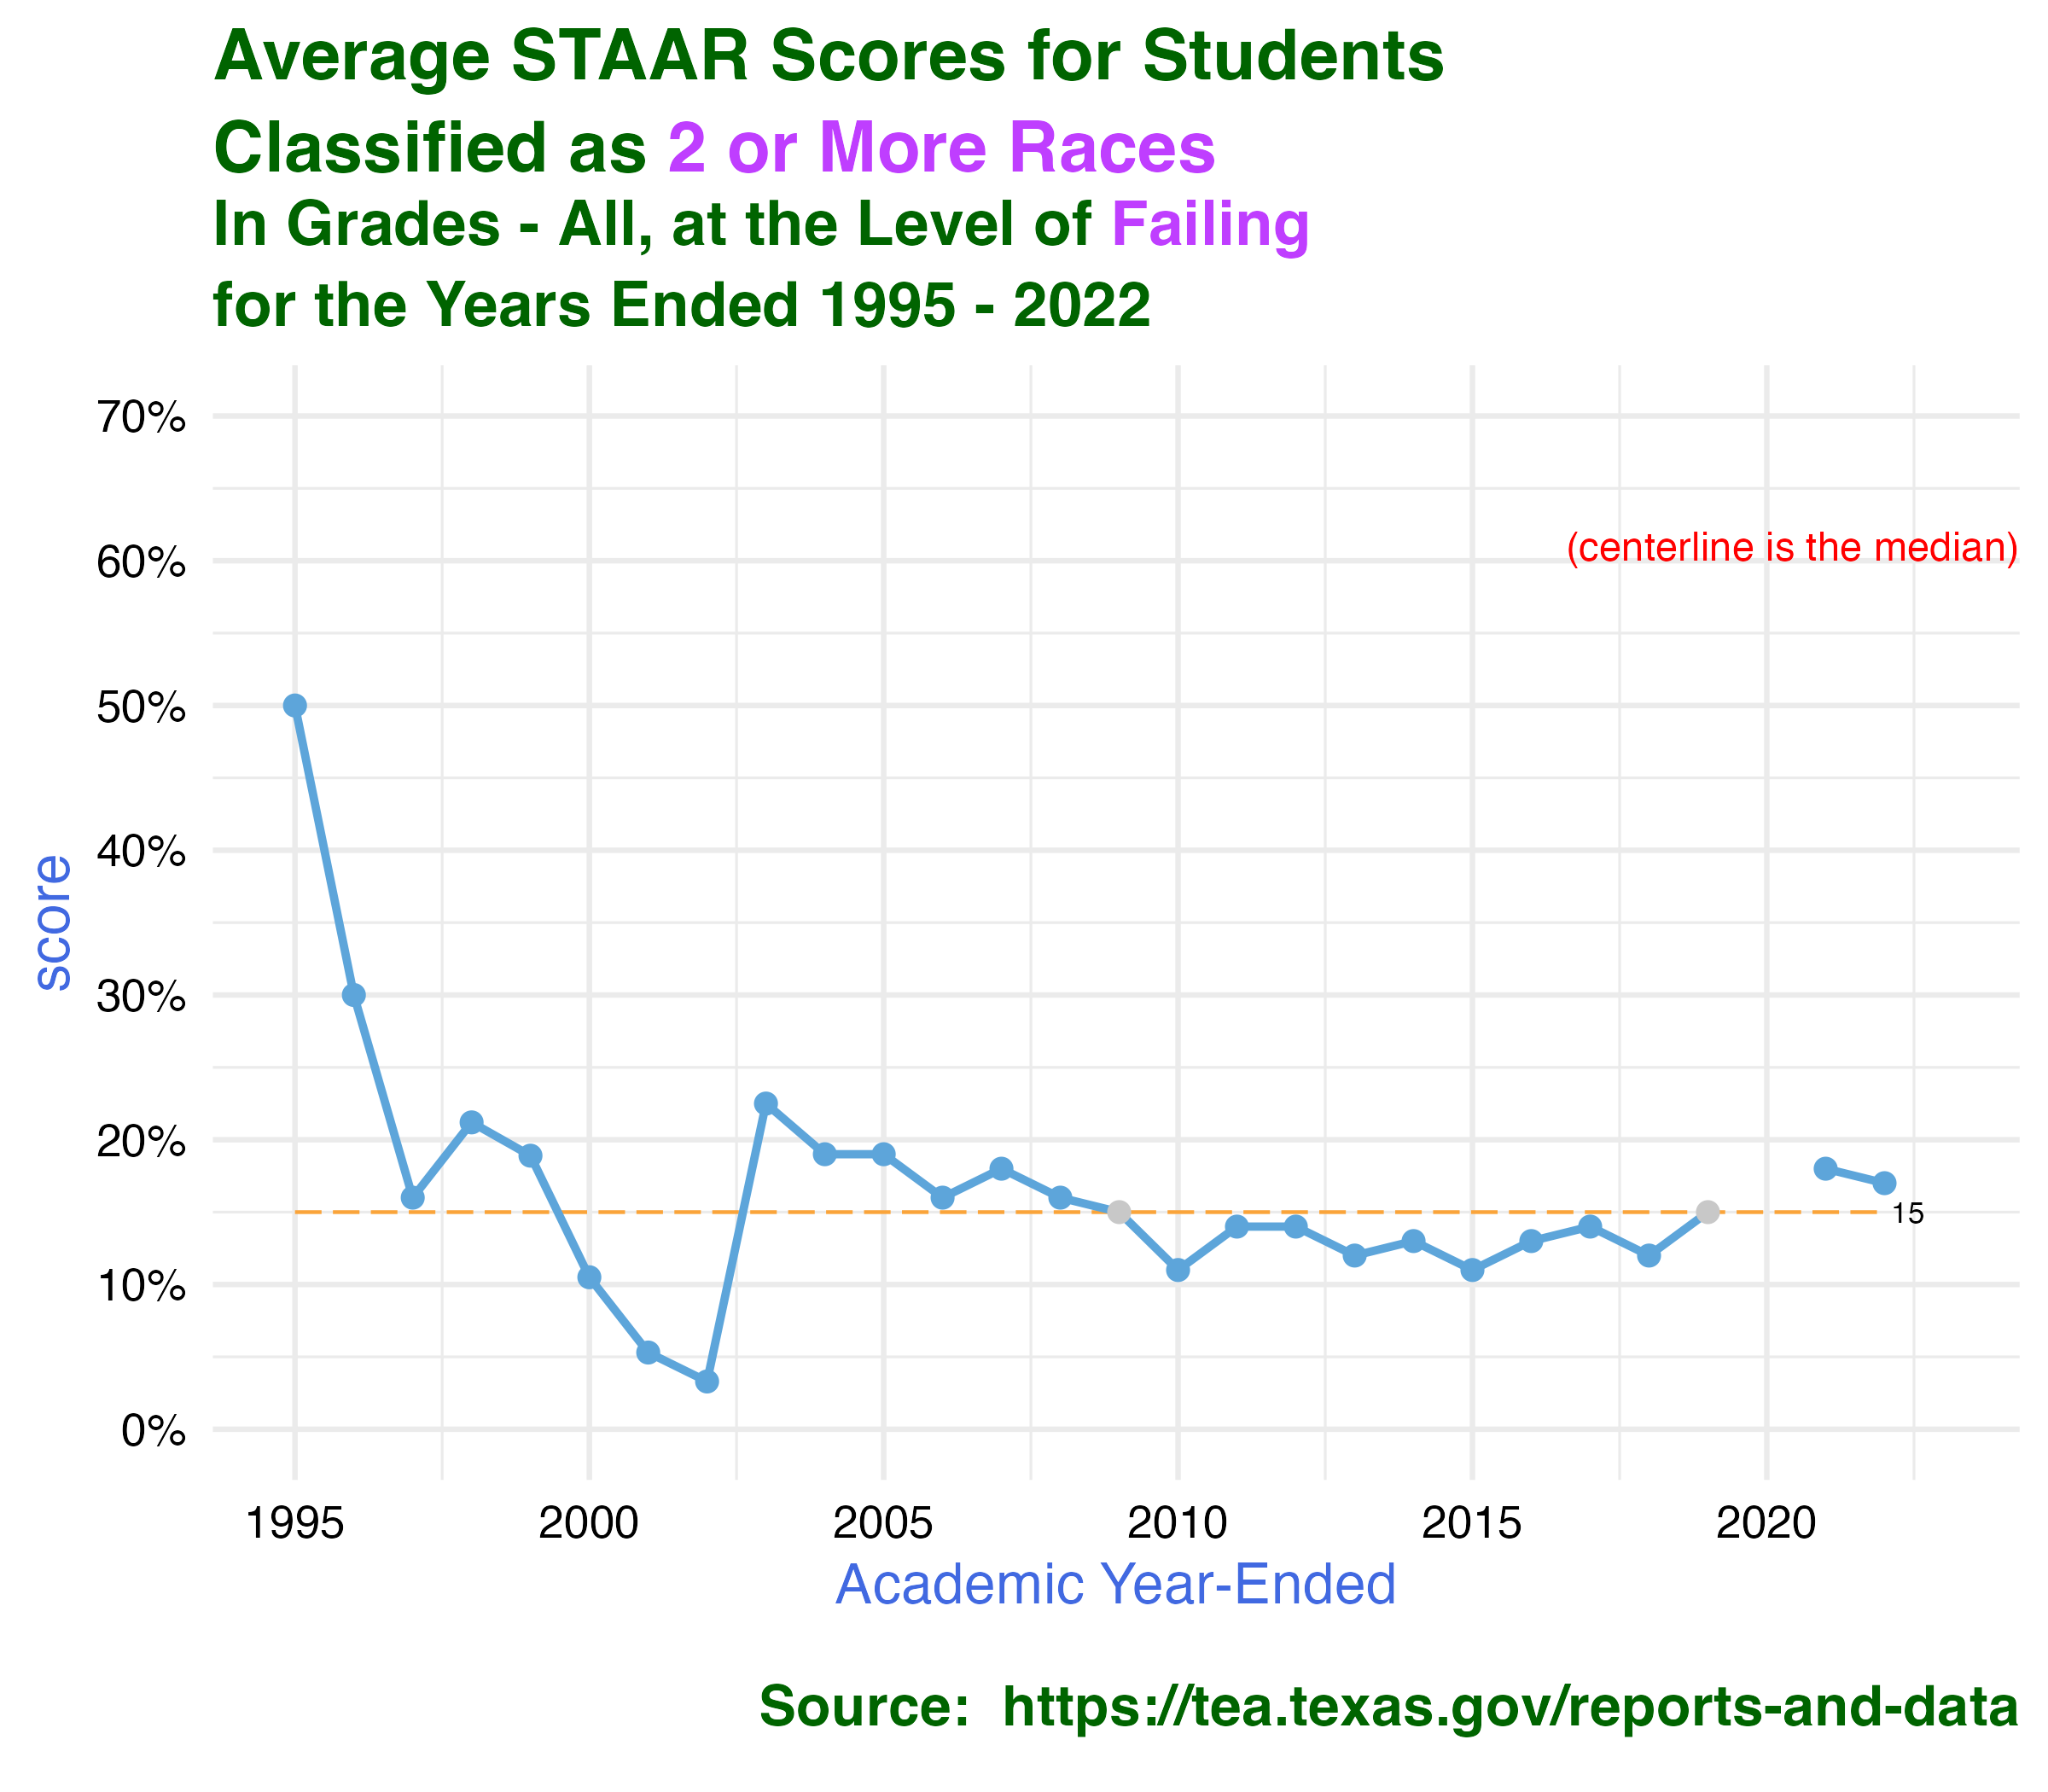 Average STAAR Scores for Students
Classified as 2 or More Races
In Grades - All, at the Level of Failing
for the Years Ended 1995 - 2022
70%
(centerline is the median)
60%
50%
40%
score
30%
20%
15
10%
0%
1995 2000 2005 2010 2015 2020
Academic Year-Ended
Source:  https://tea.texas.gov/reports-and-data